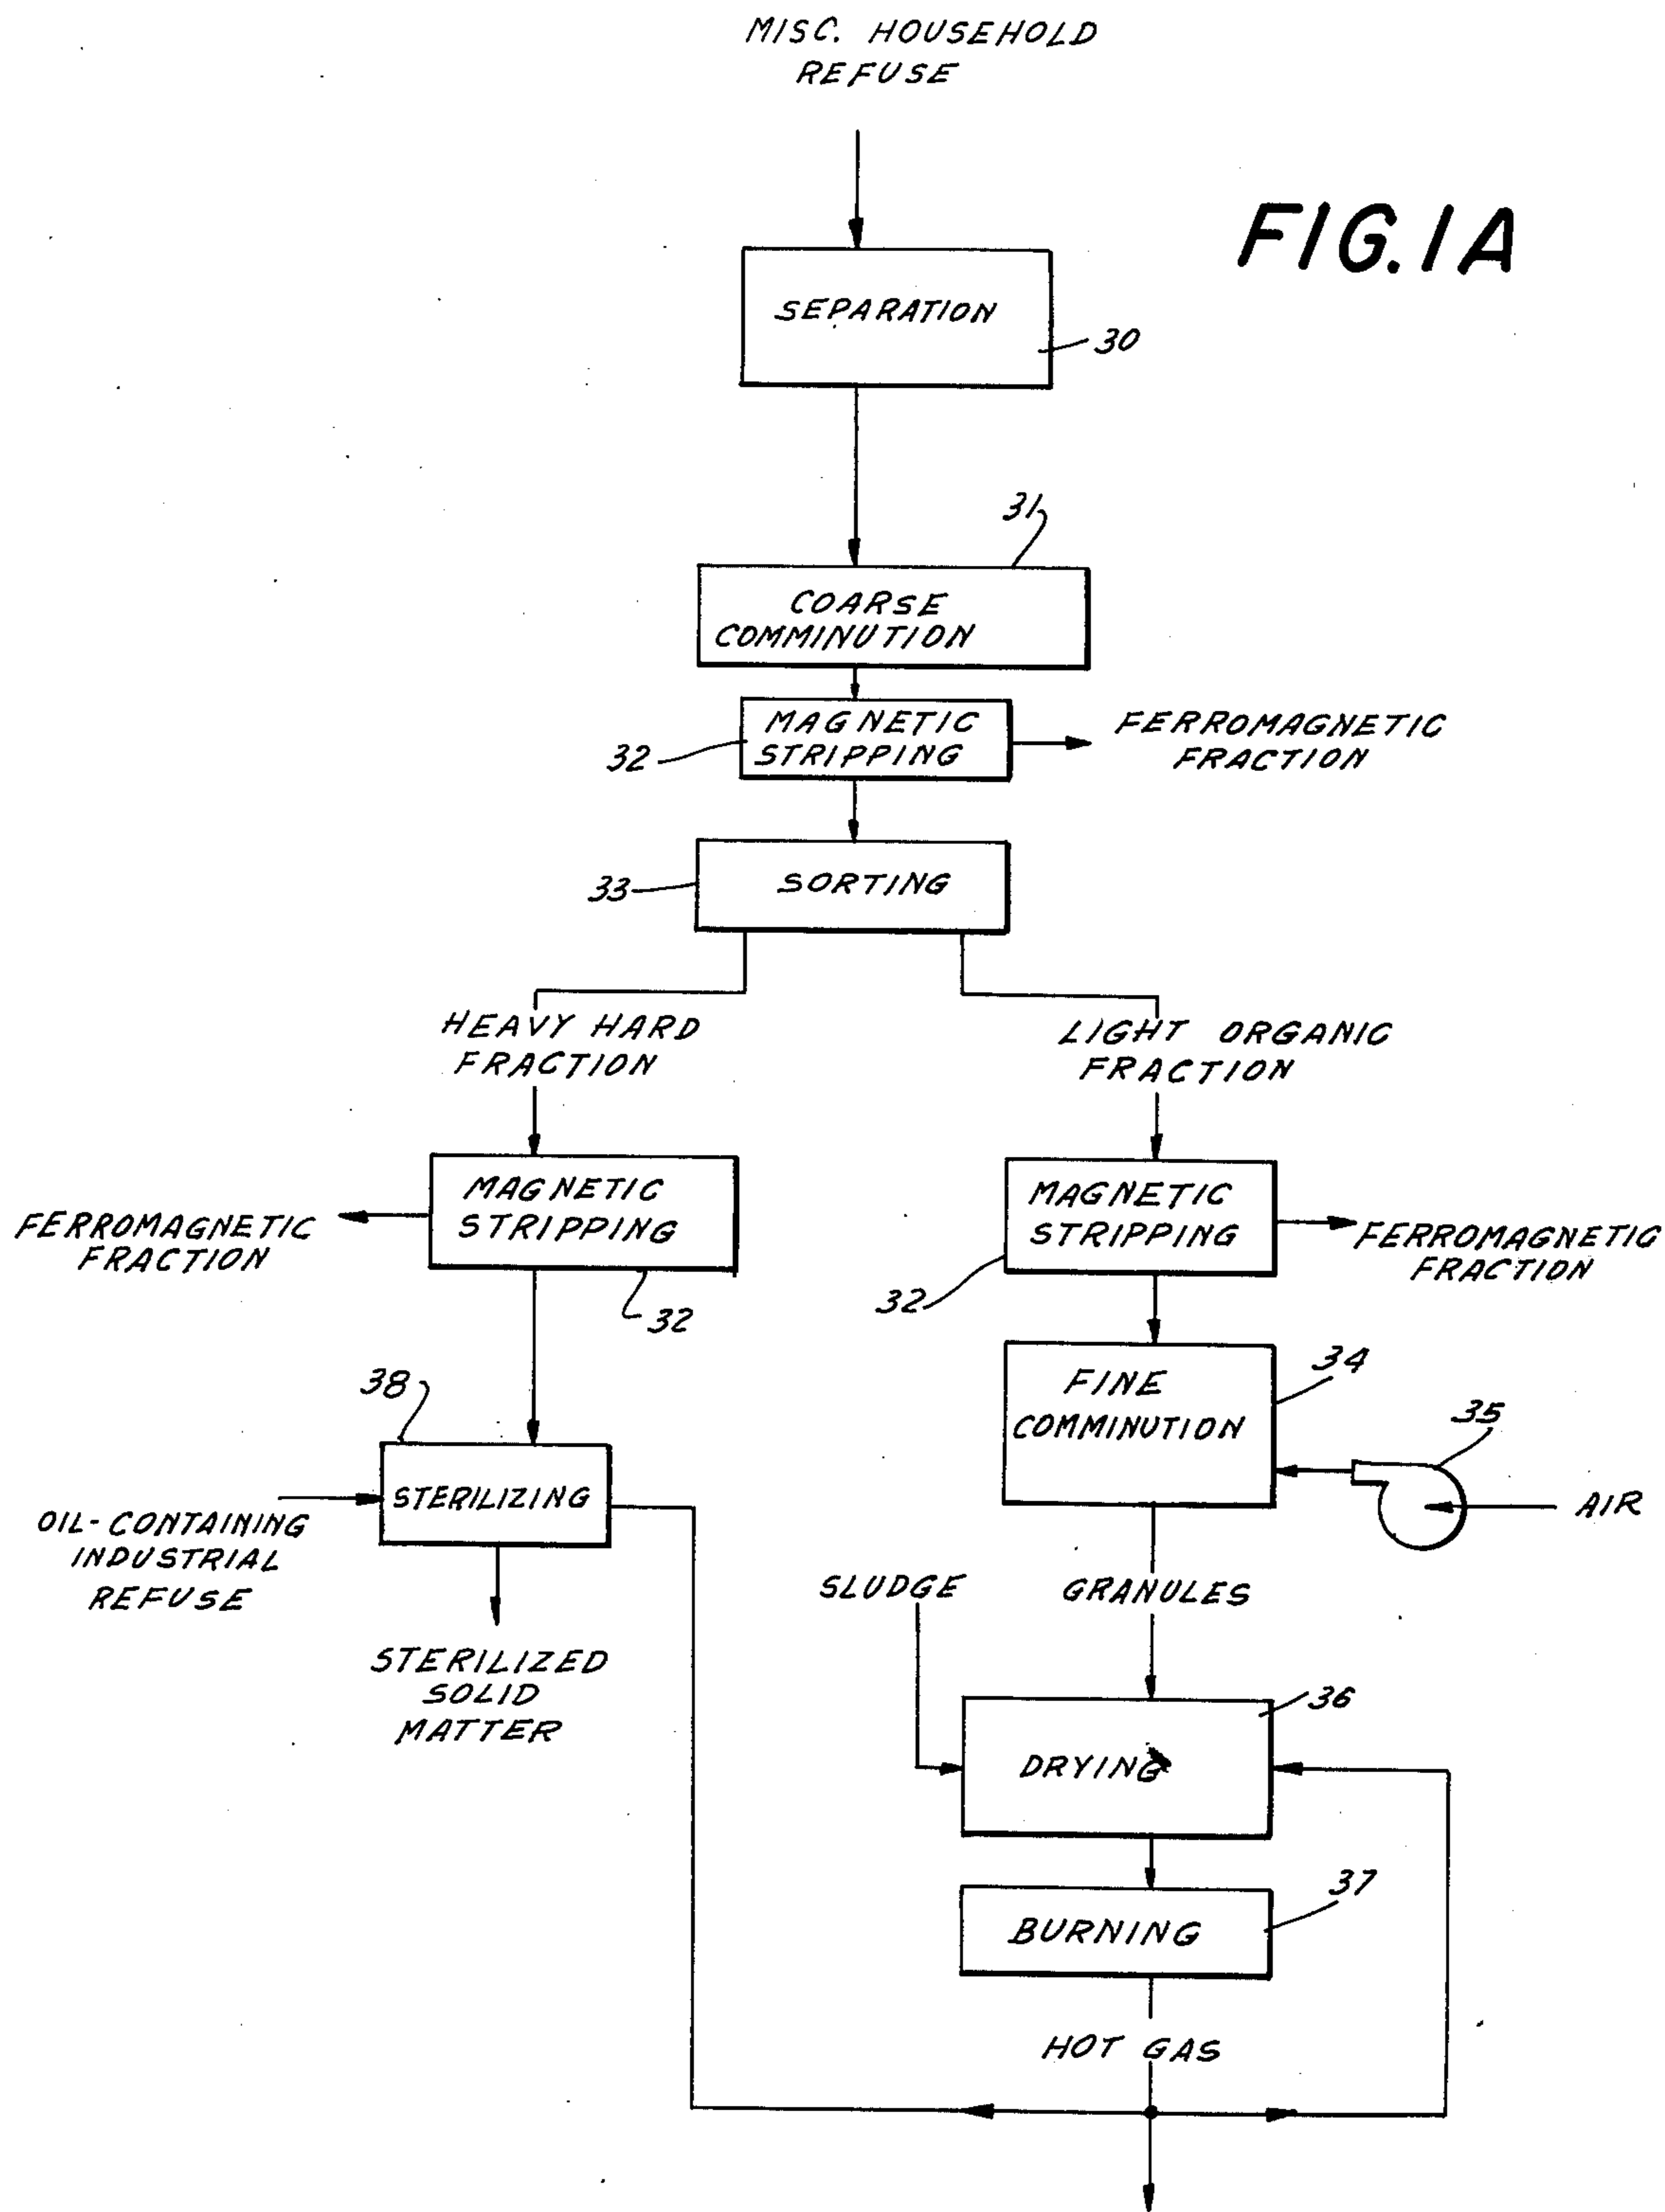 MISC. HOUSEHOLD
REFUSE
FIG. 1A
SEPARATION
30
31
COARSE
COMMINUTION
MAGNETIC
STRIPPING
32
FERROMAGNETIC
FRACTION
SORTING
33
HEAVY HARD
FRACTION
LIGHT ORGANIC
FRACTION
MAGNETIC
STRIPPING
FERROMAGNETIC
FRACTION
32
MAGNETIC
STRIPPING
FERROMAGNETIC
FRACTION
32
FINE
COMMINUTION
34
35
AIR
38
STERILIZING
OIL-CONTAINING
INDUSTRIAL
REFUSE
STERILIZED
SOLID
MATTER
SLUDGE
GRANULES
36
DRYING
37
BURNING
HOT GAS